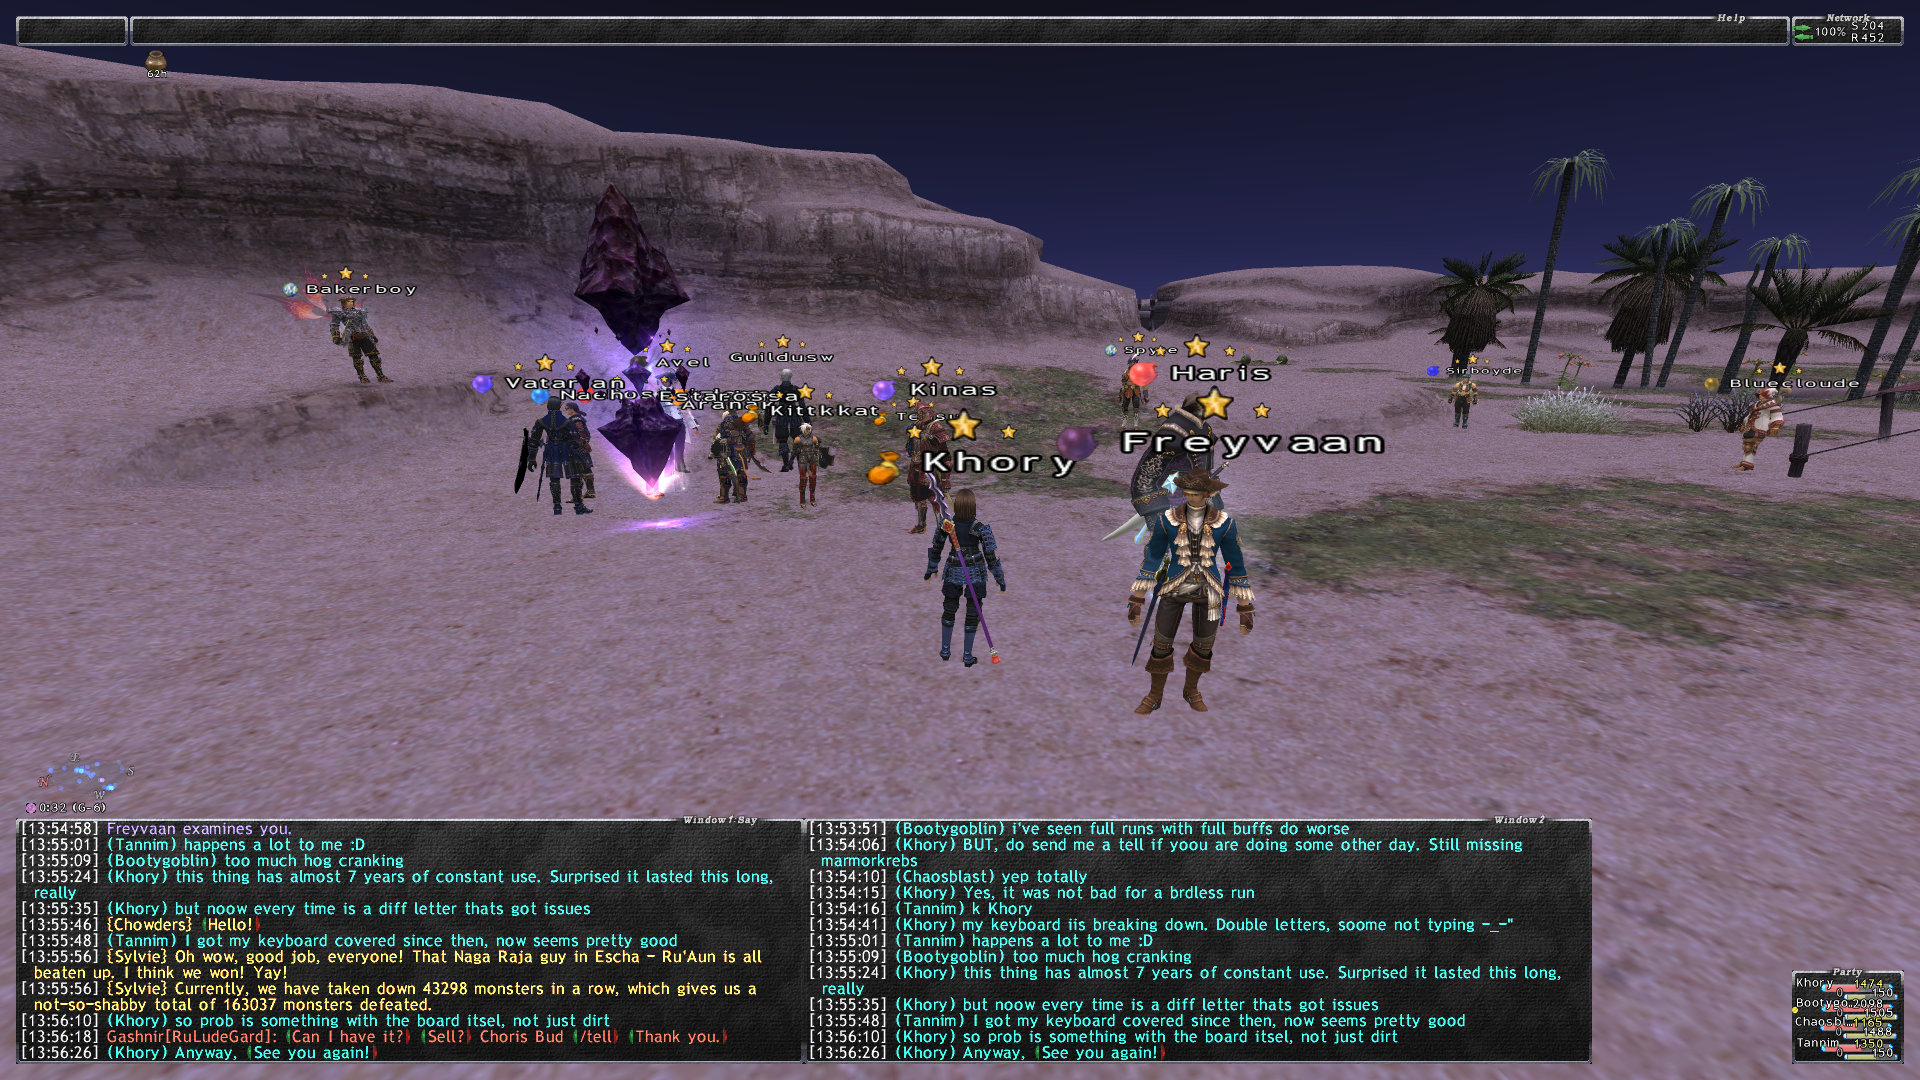 Help
Network
100% S 204
R 452
62h
Bakerboy
Avel
Guildusw
Spyke
Haris
Sirboyde
Bluecloude
Kinas
Kittkkat
Freyvaan
Khory
E
N
S
W
0:32 (G-6)
Window1:Say
[13:54:58] Freyvaan examines you.
[13:55:01] (Tannim) happens a lot to me :D
[13:55:09] (Bootygoblin) too much hog cranking
[13:55:24] (Khory) this thing has almost 7 years of constant use. Surprised it lasted this long,
really
[13:55:35] (Khory) but noow every time is a diff letter thats got issues
[13:55:46] {Chowders} Hello!
[13:55:48] (Tannim) I got my keyboard covered since then, now seems pretty good
[13:55:56] {Sylvie} Oh wow, good job, everyone! That Naga Raja guy in Escha - Ru'Aun is all
beaten up. I think we won! Yay!
[13:55:56] {Sylvie} Currently, we have taken down 43298 monsters in a row, which gives us a
not-so-shabby total of 163037 monsters defeated.
[13:56:10] (Khory) so prob is something with the board itsel, not just dirt
[13:56:18] Gashnir[RuLudeGard]: Can I have it? Sell? Choris Bud /tell Thank you.
[13:56:26] (Khory) Anyway, See you again!
Window2
[13:53:51] (Bootygoblin) i've seen full runs with full buffs do worse
[13:54:06] (Khory) BUT, do send me a tell if yoou are doing some other day. Still missing
marmorkrebs
[13:54:10] (Chaosblast) yep totally
[13:54:15] (Khory) Yes, it was not bad for a brdless run
[13:54:16] (Tannim) k Khory
[13:54:41] (Khory) my keyboard iis breaking down. Double letters, soome not typing -_-"
[13:55:01] (Tannim) happens a lot to me :D
[13:55:09] (Bootygoblin) too much hog cranking
[13:55:24] (Khory) this thing has almost 7 years of constant use. Surprised it lasted this long,
really
[13:55:35] (Khory) but noow every time is a diff letter thats got issues
[13:55:48] (Tannim) I got my keyboard covered since then, now seems pretty good
[13:56:10] (Khory) so prob is something with the board itsel, not just dirt
[13:56:26] (Khory) Anyway, See you again!
Party
Khory 1474
0 150
Bootygo… 2098
0 1505
Chaosbl… 1165
0 1488
Tannim 1350
0 150